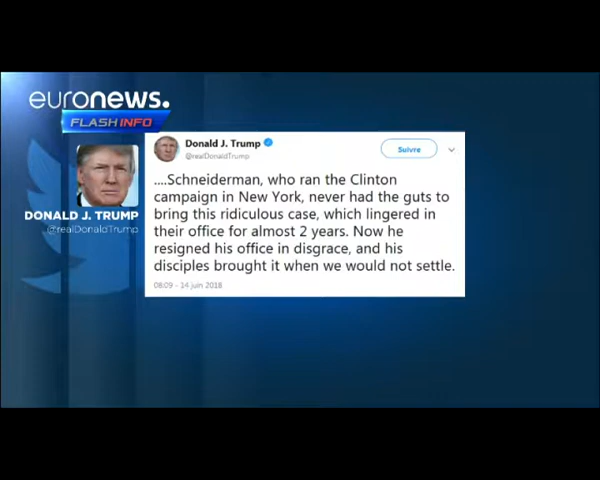 euronews.
FLASH INFO
DONALD J. TRUMP
@realDonaldTrump
Donald J. Trump
@realDonaldTrump
Suivre
....Schneiderman, who ran the Clinton
campaign in New York, never had the guts to
bring this ridiculous case, which lingered in
their office for almost 2 years. Now he
resigned his office in disgrace, and his
disciples brought it when we would not settle.
08:09 - 14 juin 2018